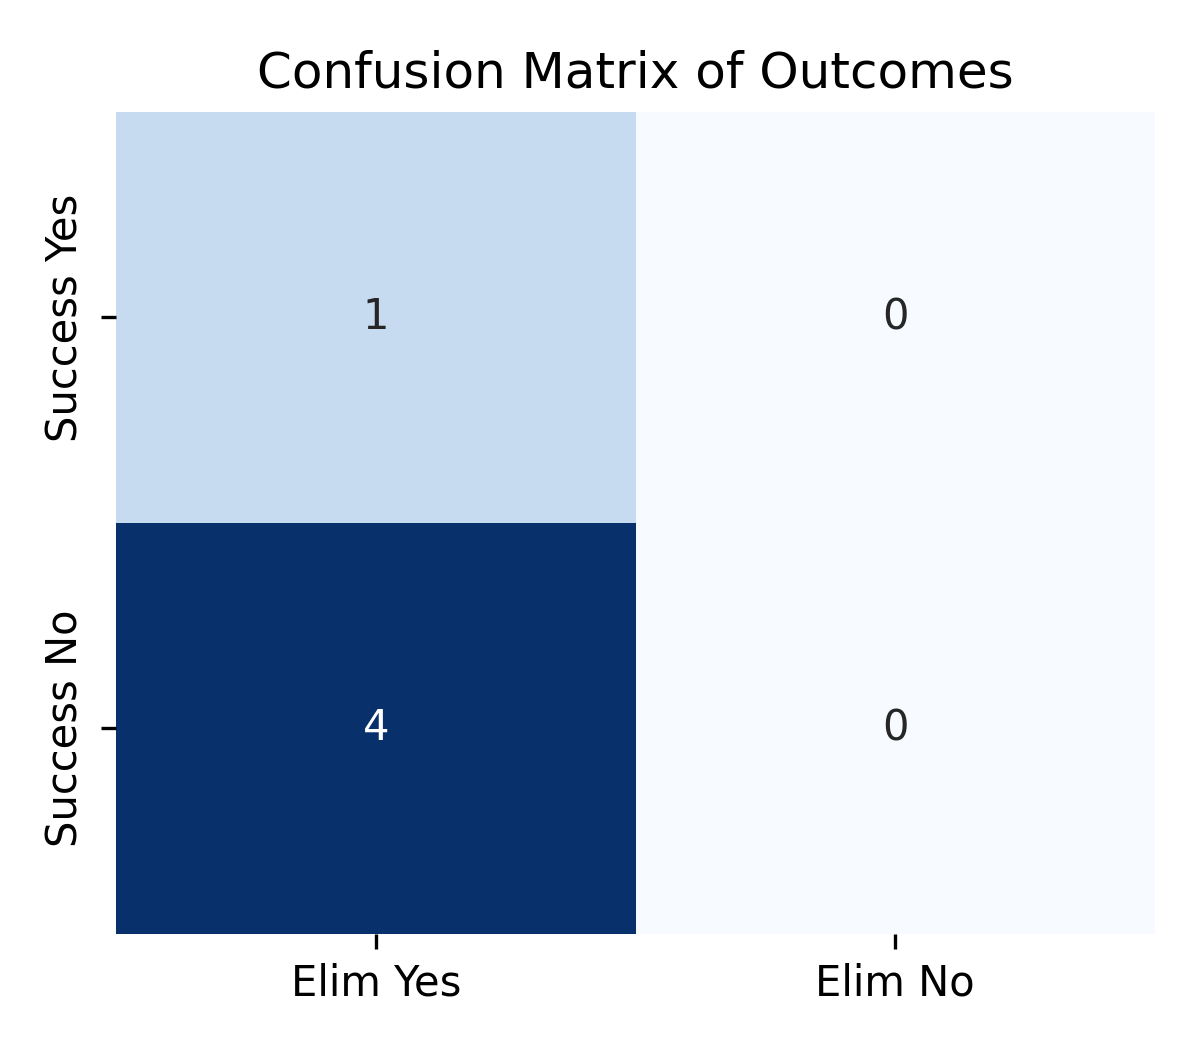 Confusion Matrix of Outcomes
Success Yes
1
0
Success No
4
0
Elim Yes
Elim No